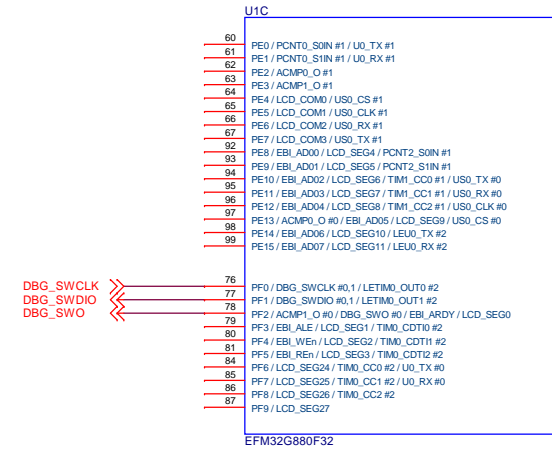 U1C
60 PE0 / PCNT0_S0IN #1 / U0_TX #1
61 PE1 / PCNT0_S1IN #1 / U0_RX #1
62 PE2 / ACMP0_O #1
63 PE3 / ACMP1_O #1
64 PE4 / LCD_COM0 / US0_CS #1
65 PE5 / LCD_COM1 / US0_CLK #1
66 PE6 / LCD_COM2 / US0_RX #1
67 PE7 / LCD_COM3 / US0_TX #1
92 PE8 / EBI_AD00 / LCD_SEG4 / PCNT2_S0IN #1
93 PE9 / EBI_AD01 / LCD_SEG5 / PCNT2_S1IN #1
94 PE10 / EBI_AD02 / LCD_SEG6 / TIM1_CC0 #1 / US0_TX #0
95 PE11 / EBI_AD03 / LCD_SEG7 / TIM1_CC1 #1 / US0_RX #0
96 PE12 / EBI_AD04 / LCD_SEG8 / TIM1_CC2 #1 / US0_CLK #0
97 PE13 / ACMP0_O #0 / EBI_AD05 / LCD_SEG9 / US0_CS #0
98 PE14 / EBI_AD06 / LCD_SEG10 / LEU0_TX #2
99 PE15 / EBI_AD07 / LCD_SEG11 / LEU0_RX #2
DBG_SWCLK 76 PF0 / DBG_SWCLK #0,1 / LETIM0_OUT0 #2
DBG_SWDIO 77 PF1 / DBG_SWDIO #0,1 / LETIM0_OUT1 #2
DBG_SWO 78 PF2 / ACMP1_O #0 / DBG_SWO #0 / EBI_ARDY / LCD_SEG0
79 PF3 / EBI_ALE / LCD_SEG1 / TIM0_CDTI0 #2
80 PF4 / EBI_WEn / LCD_SEG2 / TIM0_CDTI1 #2
81 PF5 / EBI_REn / LCD_SEG3 / TIM0_CDTI2 #2
84 PF6 / LCD_SEG24 / TIM0_CC0 #2 / U0_TX #0
85 PF7 / LCD_SEG25 / TIM0_CC1 #2 / U0_RX #0
86 PF8 / LCD_SEG26 / TIM0_CC2 #2
87 PF9 / LCD_SEG27
EFM32G880F32